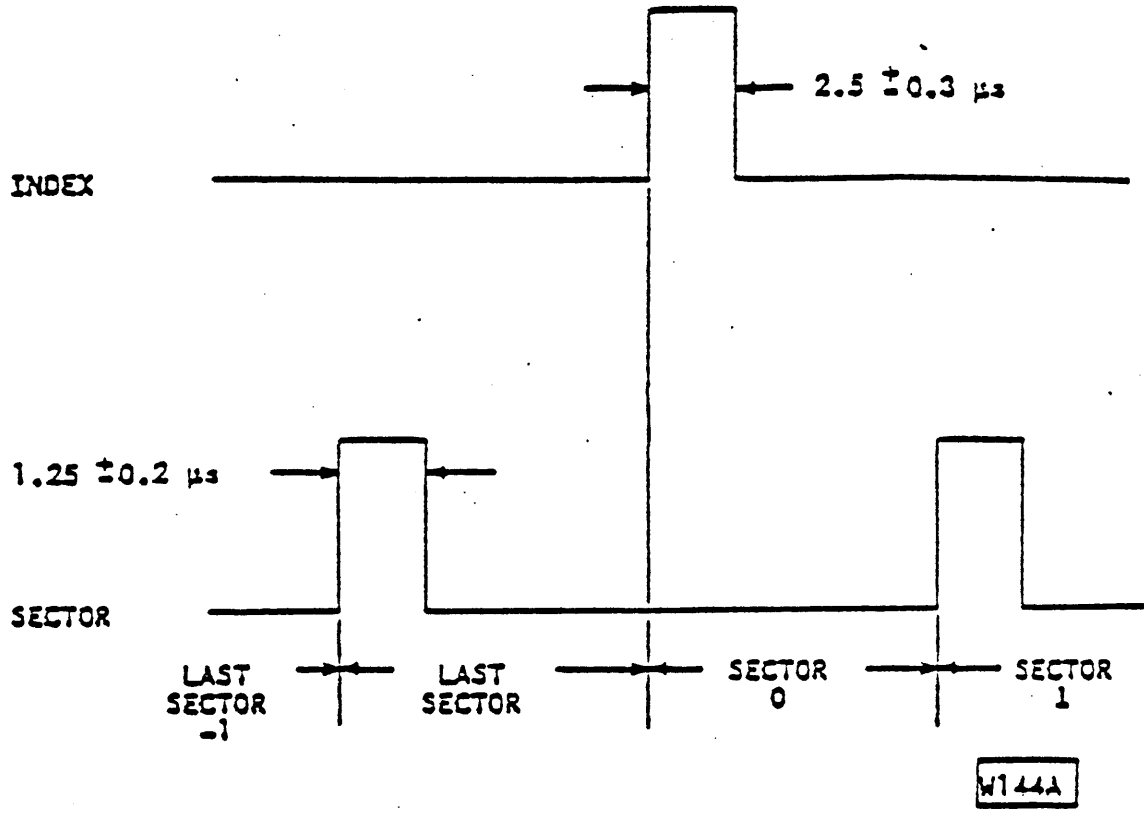 2.5 ±0.3 µs
INDEX
1.25 ±0.2 µs
SECTOR
LAST
SECTOR
-1
LAST
SECTOR
SECTOR
0
SECTOR
1
W144A